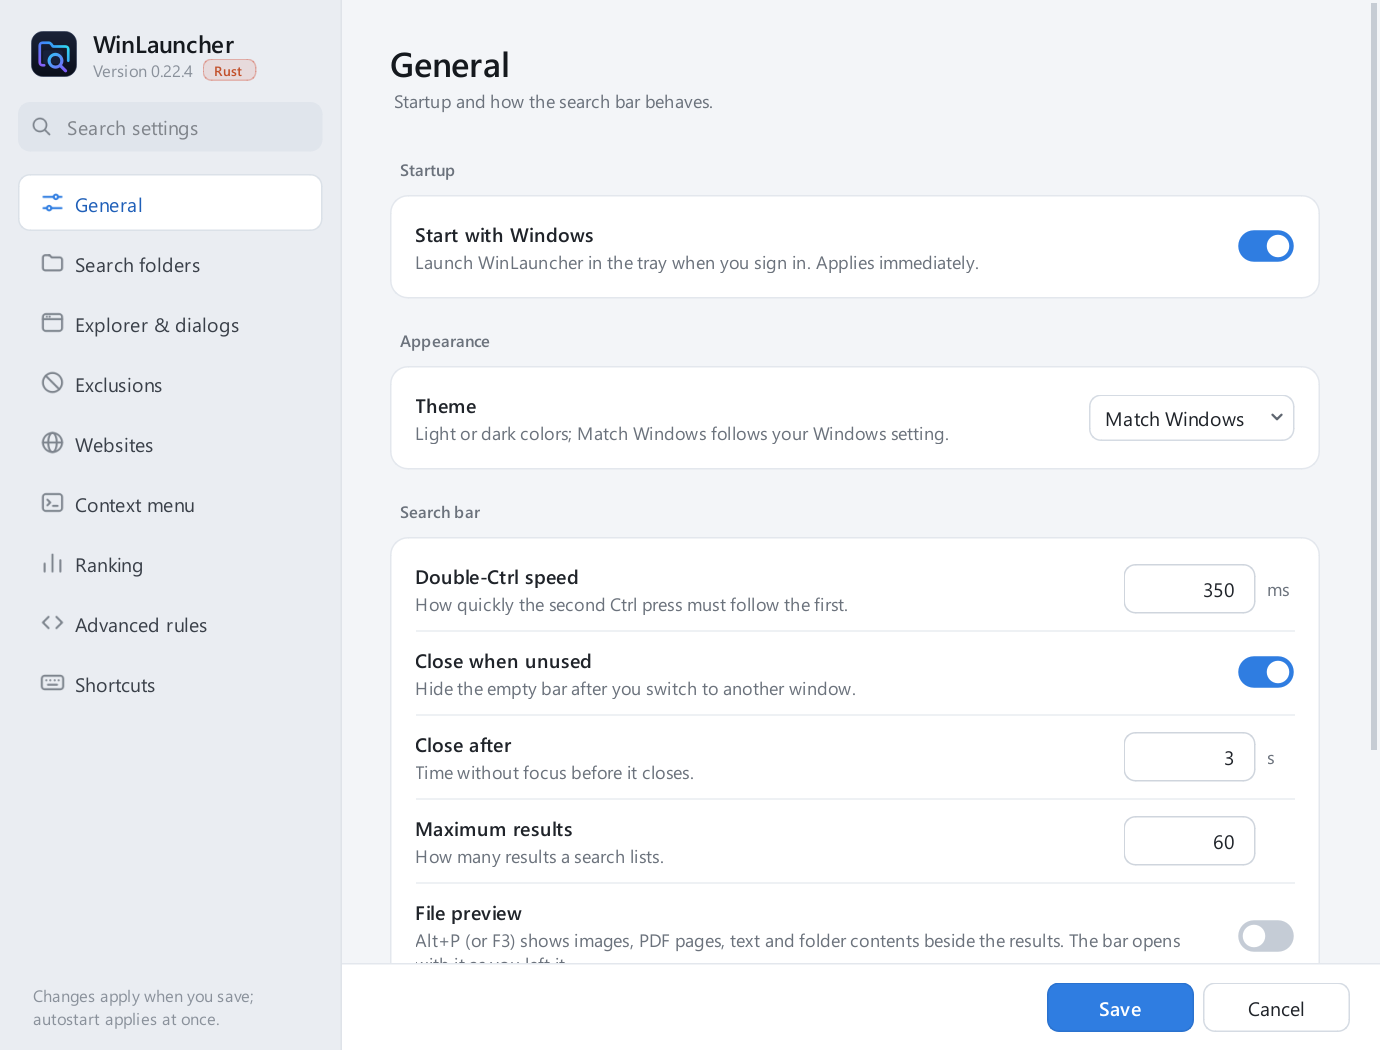 WinLauncher
Version 0.22.4
Rust
Search settings
General
Search folders
Explorer & dialogs
Exclusions
Websites
Context menu
Ranking
Advanced rules
Shortcuts
Changes apply when you save;
autostart applies at once.
General
Startup and how the search bar behaves.
Startup
Start with Windows
Launch WinLauncher in the tray when you sign in. Applies immediately.
Appearance
Theme
Light or dark colors; Match Windows follows your Windows setting.
Match Windows
Search bar
Double-Ctrl speed
How quickly the second Ctrl press must follow the first.
350 ms
Close when unused
Hide the empty bar after you switch to another window.
Close after
Time without focus before it closes.
3 s
Maximum results
How many results a search lists.
60
File preview
Alt+P (or F3) shows images, PDF pages, text and folder contents beside the results. The bar opens
with it as you left it.
Save
Cancel